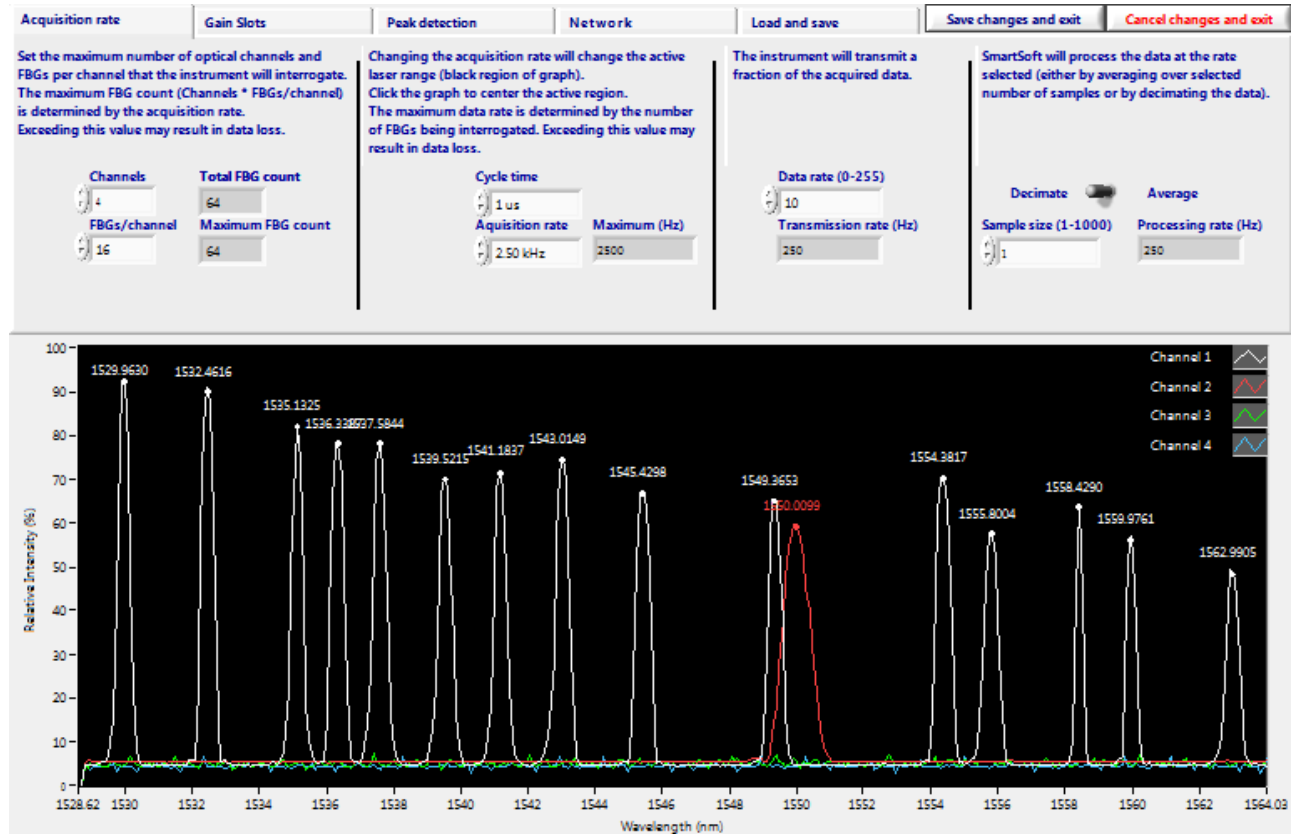 Acquisition rate
Gain Slots
Peak detection
Network
Load and save
Save changes and exit
Cancel changes and exit
Set the maximum number of optical channels and
FBGs per channel that the instrument will interrogate.
The maximum FBG count (Channels * FBGs/channel)
is determined by the acquisition rate.
Exceeding this value may result in data loss.
Channels
Total FBG count
4
64
FBGs/channel
Maximum FBG count
16
64
Changing the acquisition rate will change the active
laser range (black region of graph).
Click the graph to center the active region.
The maximum data rate is determined by the number
of FBGs being interrogated. Exceeding this value may
result in data loss.
Cycle time
1 us
Aquisition rate
Maximum (Hz)
2.50 kHz
2500
The instrument will transmit a
fraction of the acquired data.
Data rate (0-255)
10
Transmission rate (Hz)
250
SmartSoft will process the data at the rate
selected (either by averaging over selected
number of samples or by decimating the data).
Decimate
Average
Sample size (1-1000)
Processing rate (Hz)
1
250
Relative Intensity (%)
100
90
80
70
60
50
40
30
20
10
0
1529.9630
1532.4616
1535.1325
1537.5844
1539.5215
1541.1837
1543.0149
1545.4298
1549.3653
1554.3817
1555.8004
1558.4290
1559.9761
1562.9905
Channel 1
Channel 2
Channel 3
Channel 4
1528.62
1530
1532
1534
1536
1538
1540
1542
1544
1546
1548
1550
1552
1554
1556
1558
1560
1562
1564.03
Wavelength (nm)